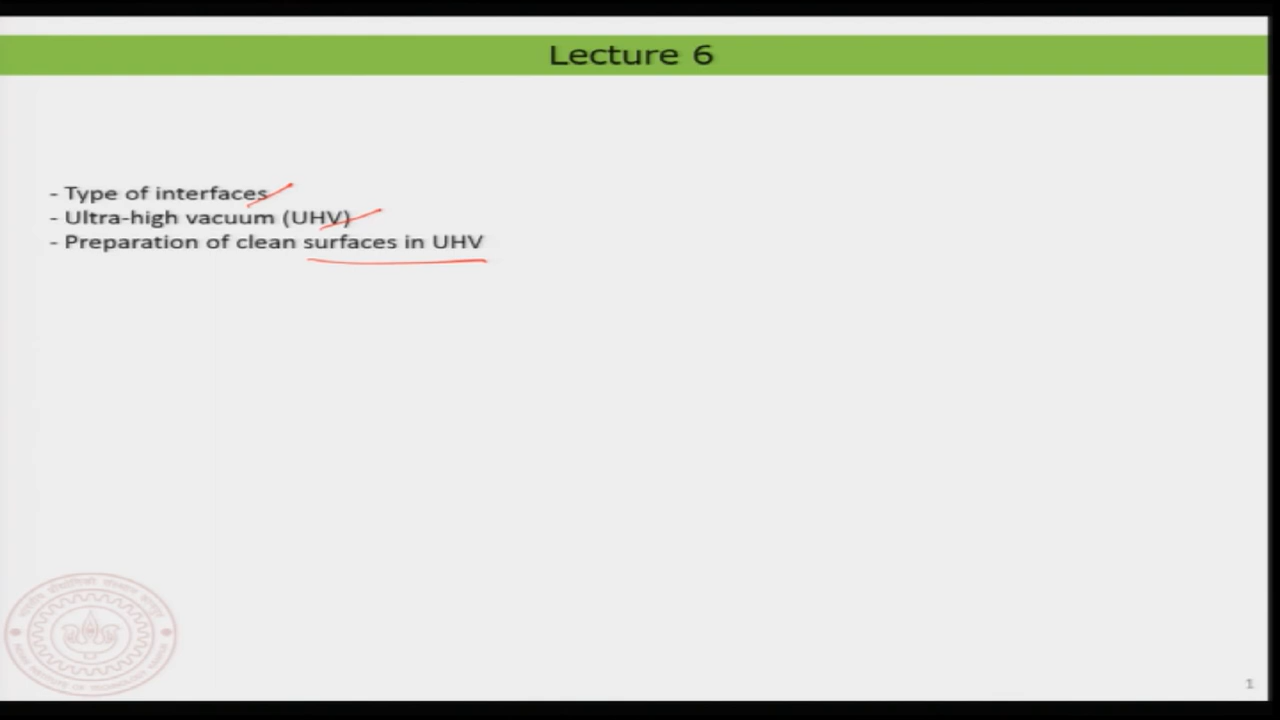 Lecture 6
- Type of interfaces
- Ultra-high vacuum (UHV)
- Preparation of clean surfaces in UHV
1